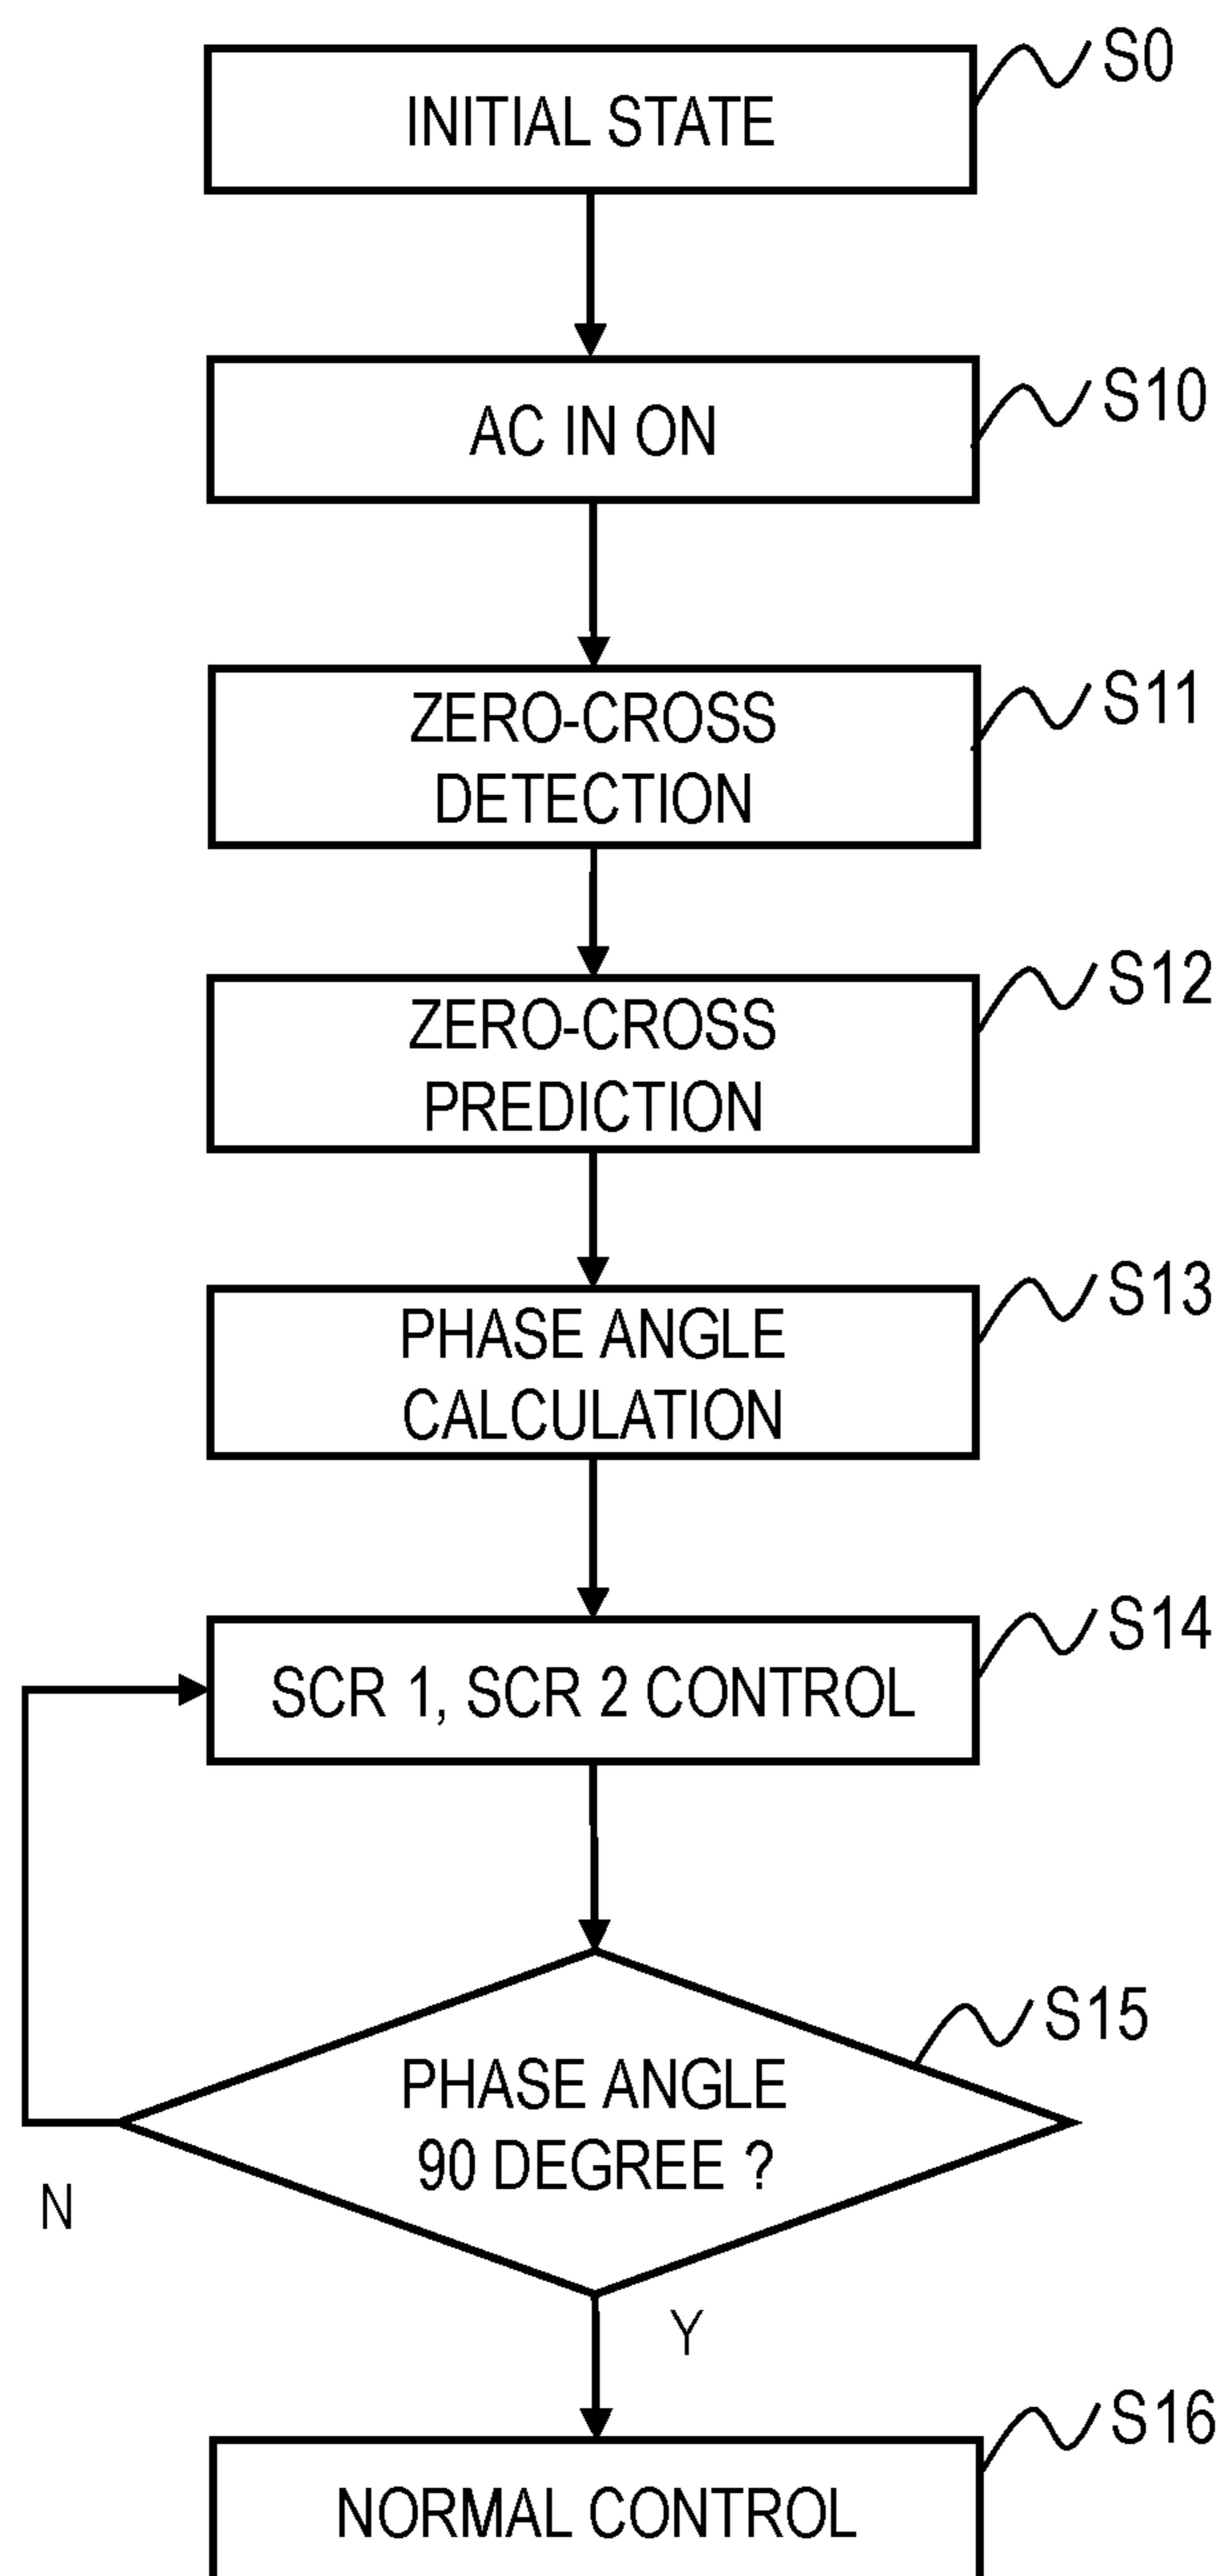 INITIAL STATE
S0
AC IN ON
S10
ZERO-CROSS
DETECTION
S11
ZERO-CROSS
PREDICTION
S12
PHASE ANGLE
CALCULATION
S13
SCR 1, SCR 2 CONTROL
S14
PHASE ANGLE
90 DEGREE ?
S15
N
Y
NORMAL CONTROL
S16